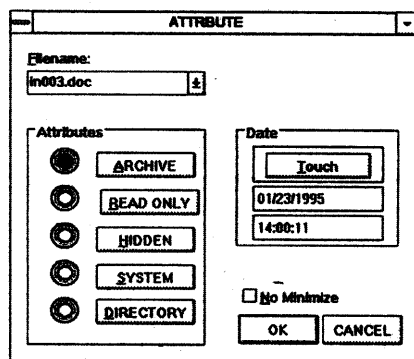 ATTRIBUTE
Filename:
in003.doc
Attributes
ARCHIVE
READ ONLY
HIDDEN
SYSTEM
DIRECTORY
Date
Touch
01/23/1995
14:00:11
No Minimize
OK CANCEL